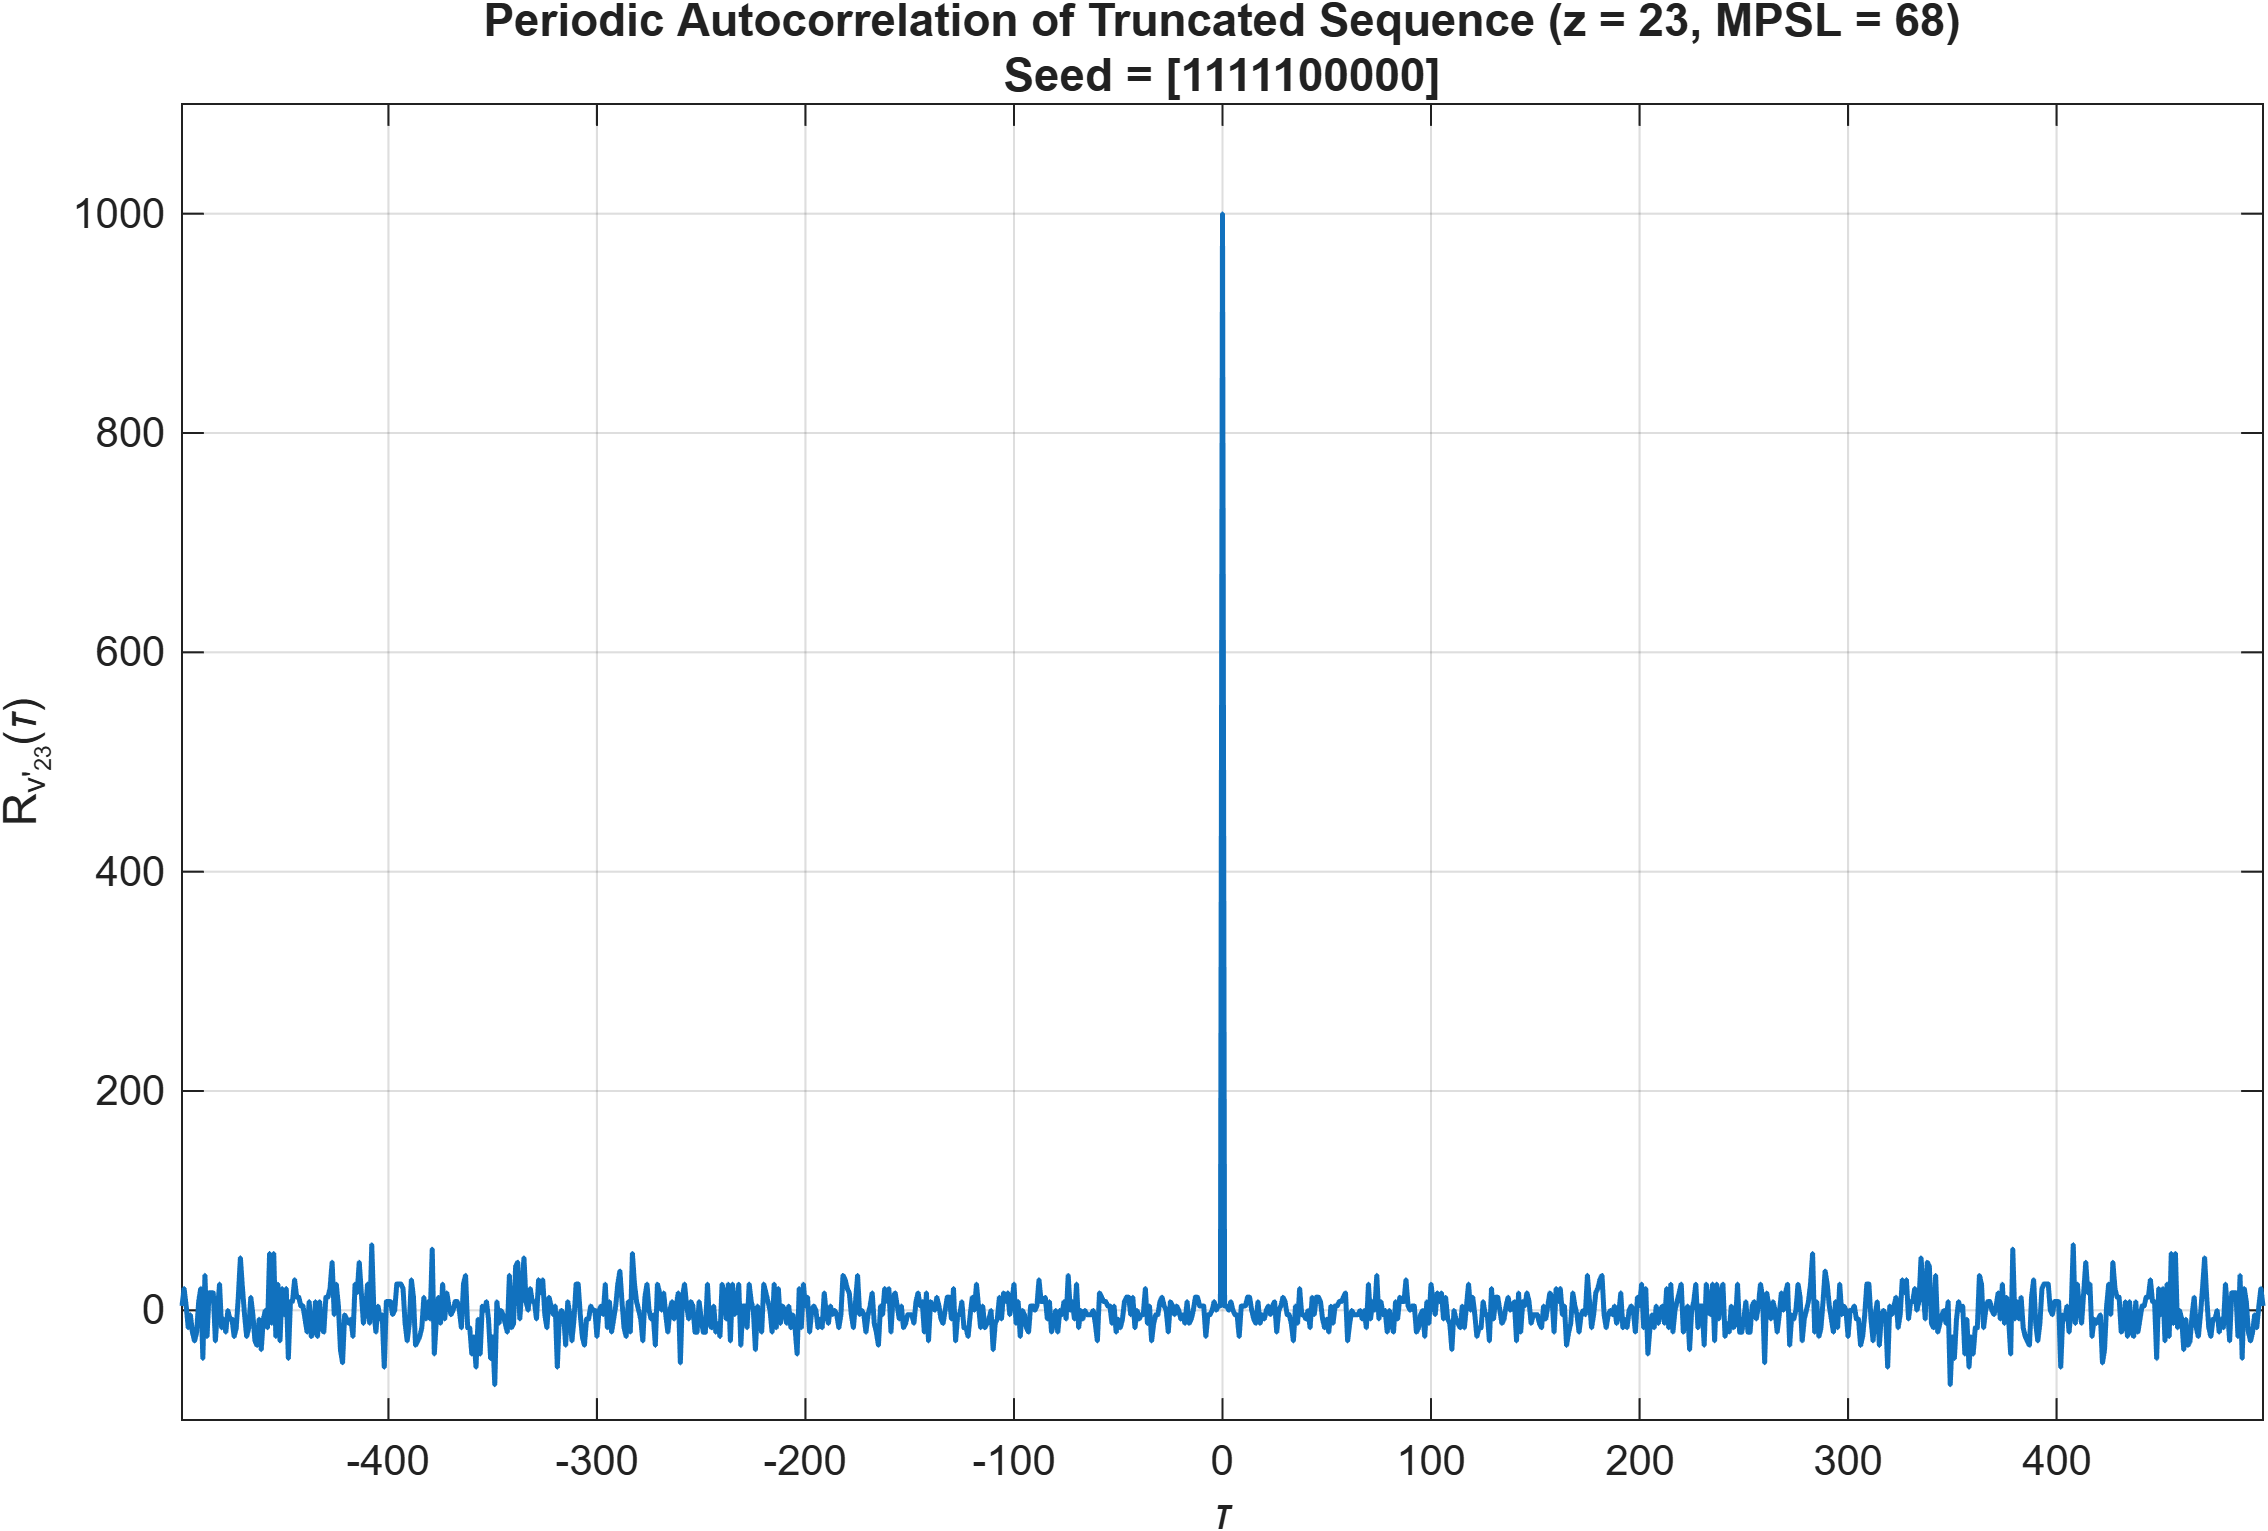 Periodic Autocorrelation of Truncated Sequence (z = 23, MPSL = 68)
Seed = [1111100000]
1000
800
600
400
200
0
R_{v'_{23}}(τ)
-400 -300 -200 -100 0 100 200 300 400
τ